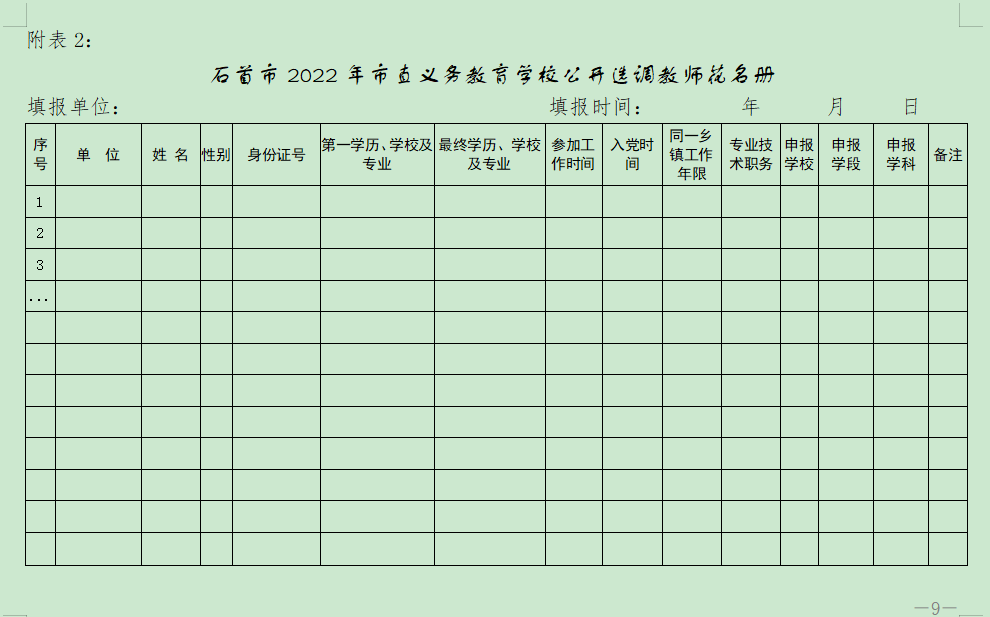 附表 2：
石首市 2022 年市直义务教育学校公开选调教师花名册
填报单位： 填报时间： 年 月 日
序号 单 位 姓 名 性别 身份证号 第一学历、学校及专业 最终学历、学校及专业 参加工作时间 入党时间 同一乡镇工作年限 专业技术职务 申报学校 申报学段 申报学科 备注
1
2
3
...
—9—